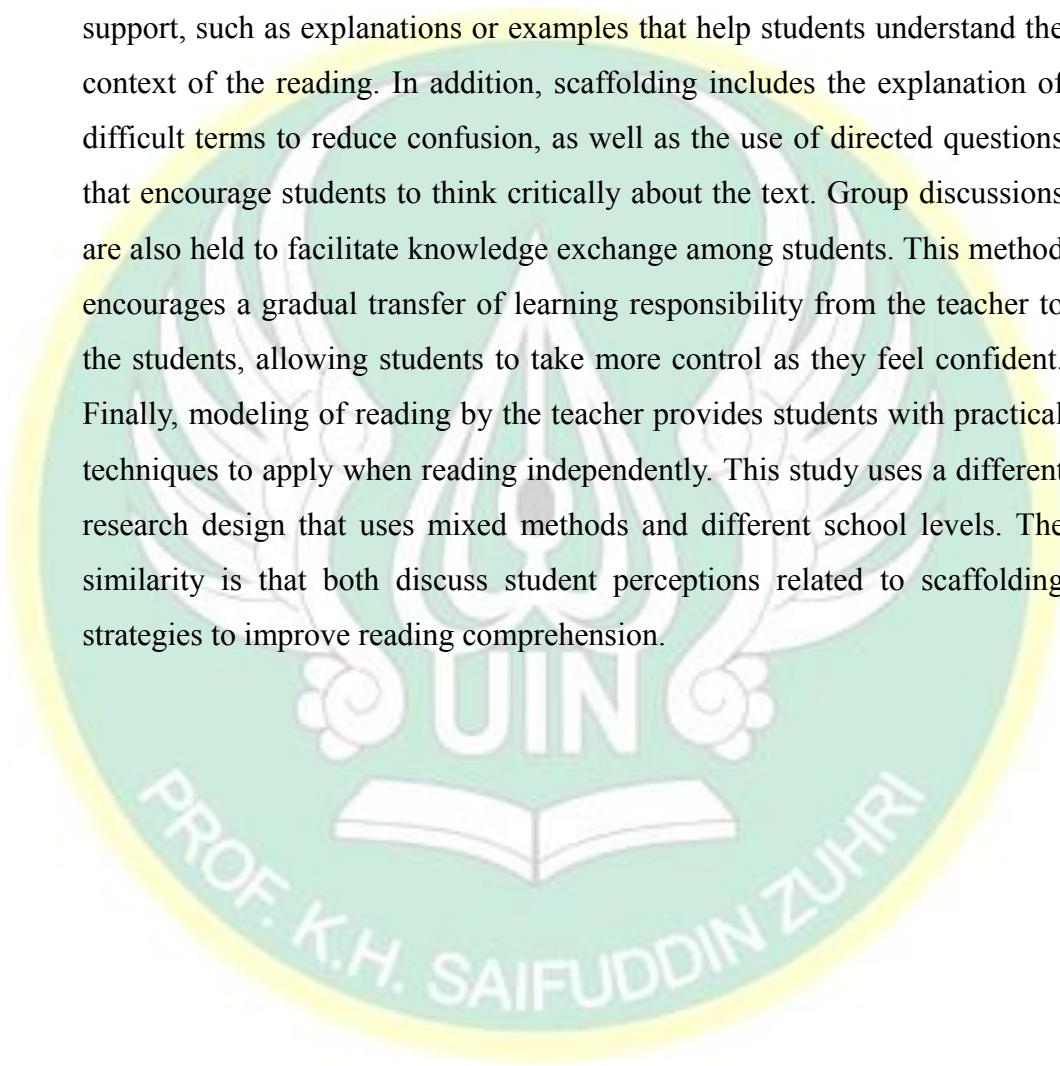 support, such as explanations or examples that help students understand the
context of the reading. In addition, scaffolding includes the explanation of
difficult terms to reduce confusion, as well as the use of directed questions
that encourage students to think critically about the text. Group discussions
are also held to facilitate knowledge exchange among students. This method
encourages a gradual transfer of learning responsibility from the teacher to
the students, allowing students to take more control as they feel confident.
Finally, modeling of reading by the teacher provides students with practical
techniques to apply when reading independently. This study uses a different
research design that uses mixed methods and different school levels. The
similarity is that both discuss student perceptions related to scaffolding
strategies to improve reading comprehension.
UIN
PROF. K.H. SAIFUDDIN ZUHRI